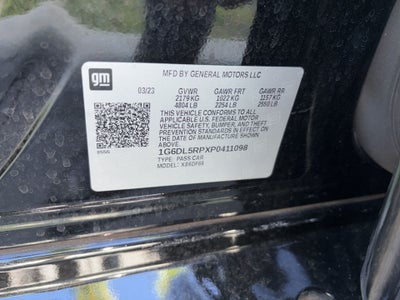 gm
MFD BY GENERAL MOTORS LLC
03/23 GVWR GAWR FRT GAWR RR
2179 KG 1022 KG 1157 KG
4804 LB 2254 LB 2550 LB
THIS VEHICLE CONFORMS TO ALL
APPLICABLE U.S. FEDERAL MOTOR
VEHICLE SAFETY, BUMPER, AND THEFT
PREVENTION STANDARDS IN EFFECT ON THE
DATE OF MANUFACTURE SHOWN
ABOVE.
1G6DL5RPXP0411098
TYPE: PASS CAR
MODEL: X66DF69